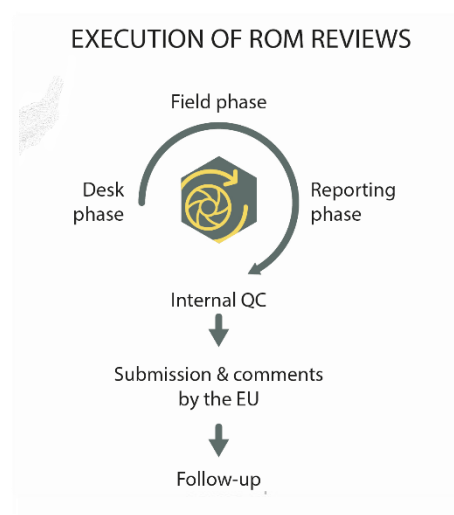 EXECUTION OF ROM REVIEWS
Field phase
Desk
phase
Reporting
phase
Internal QC
Submission & comments
by the EU
Follow-up